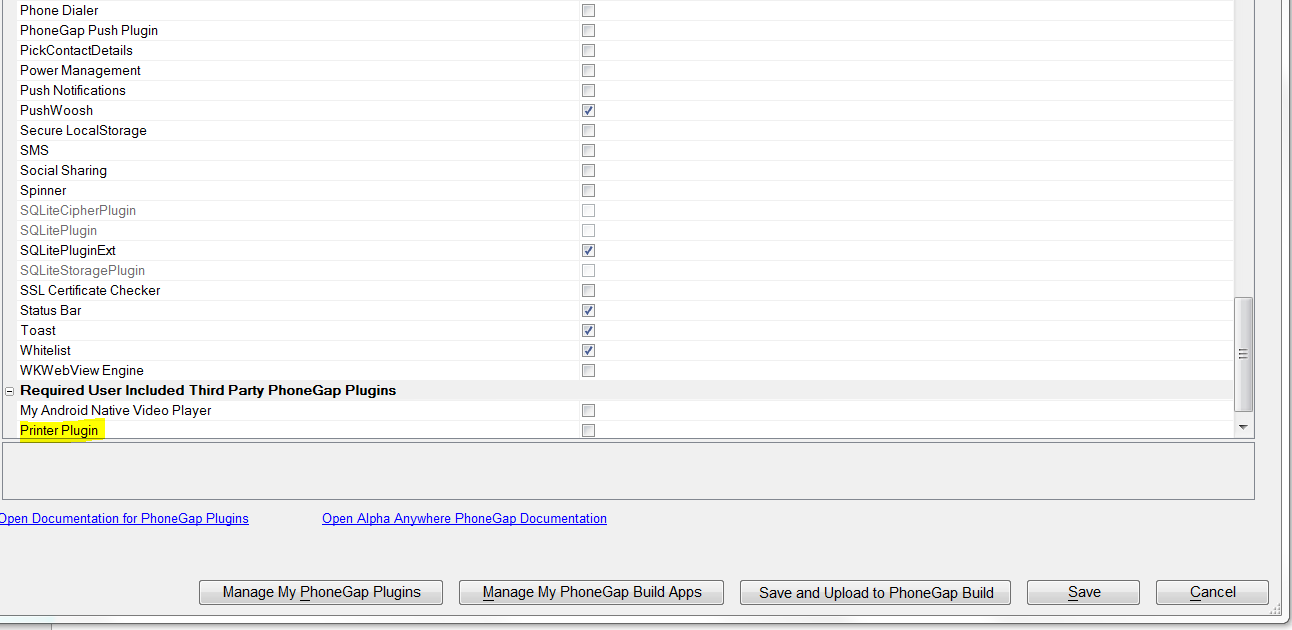 Phone Dialer
PhoneGap Push Plugin
PickContactDetails
Power Management
Push Notifications
PushWoosh
Secure LocalStorage
SMS
Social Sharing
Spinner
SQLiteCipherPlugin
SQLitePlugin
SQLitePluginExt
SQLiteStoragePlugin
SSL Certificate Checker
Status Bar
Toast
Whitelist
WKWebView Engine
Required User Included Third Party PhoneGap Plugins
My Android Native Video Player
Printer Plugin
Open Documentation for PhoneGap Plugins Open Alpha Anywhere PhoneGap Documentation
Manage My PhoneGap Plugins Manage My PhoneGap Build Apps Save and Upload to PhoneGap Build Save Cancel